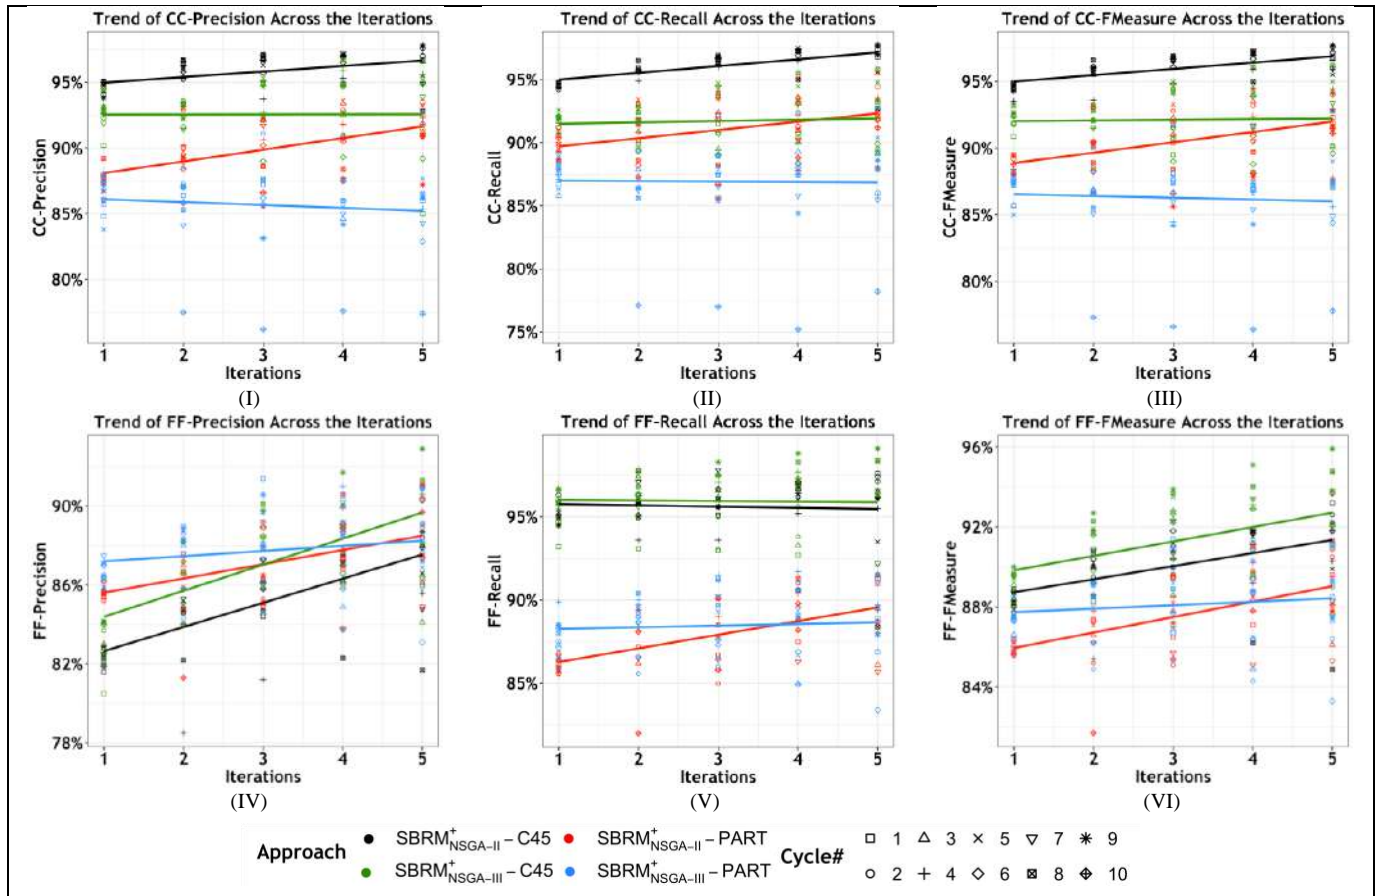 Trend of CC-Precision Across the Iterations
CC-Precision
95%
90%
85%
80%
1 2 3 4 5
Iterations
(I)
Trend of CC-Recall Across the Iterations
CC-Recall
95%
90%
85%
80%
75%
1 2 3 4 5
Iterations
(II)
Trend of CC-FMeasure Across the Iterations
CC-FMeasure
95%
90%
85%
80%
1 2 3 4 5
Iterations
(III)
Trend of FF-Precision Across the Iterations
FF-Precision
90%
86%
82%
78%
1 2 3 4 5
Iterations
(IV)
Trend of FF-Recall Across the Iterations
FF-Recall
95%
90%
85%
1 2 3 4 5
Iterations
(V)
Trend of FF-FMeasure Across the Iterations
FF-FMeasure
96%
92%
88%
84%
1 2 3 4 5
Iterations
(VI)
Approach
SBRM+NSGA-II – C45
SBRM+NSGA-II – PART
SBRM+NSGA-III – C45
SBRM+NSGA-III – PART
Cycle#
1 3 5 7 9
2 4 6 8 10